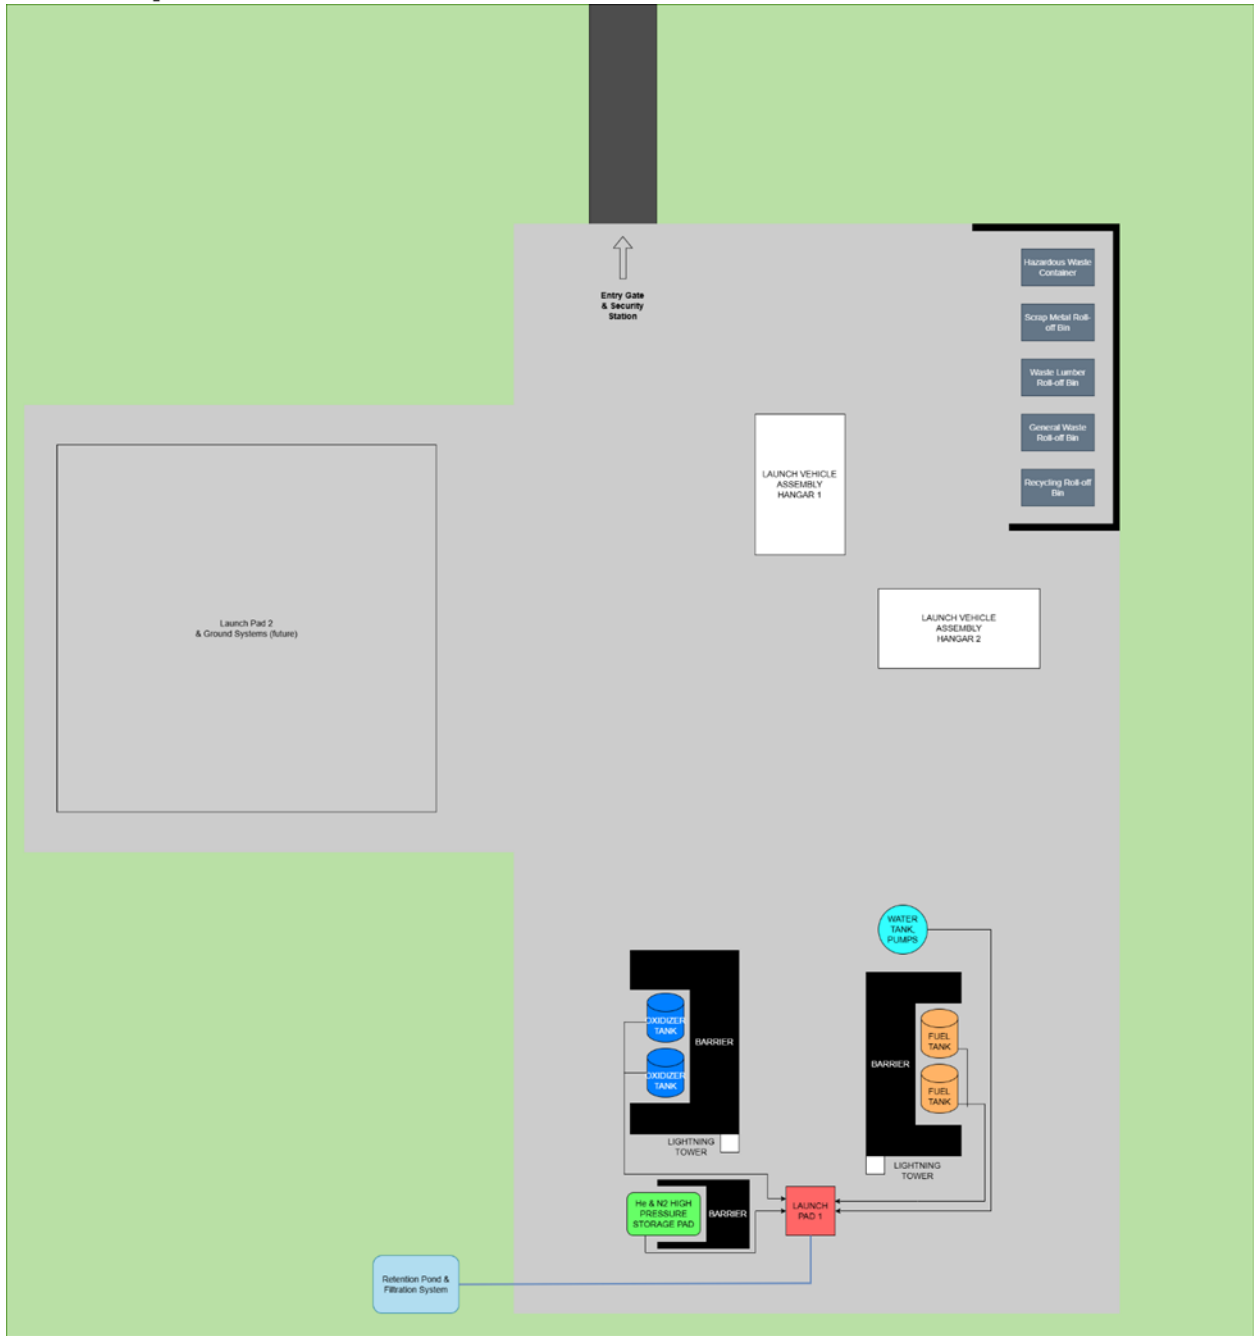 Entry Gate
& Security
Station
Hazardous Waste
Container
Scrap Metal Roll-
off Bin
Waste Lumber
Roll-off Bin
General Waste
Roll-off Bin
Recycling Roll-off
Bin
LAUNCH VEHICLE
ASSEMBLY
HANGAR 1
LAUNCH VEHICLE
ASSEMBLY
HANGAR 2
Launch Pad 2
& Ground Systems (future)
WATER
TANK,
PUMPS
OXIDIZER
TANK
OXIDIZER
TANK
BARRIER
LIGHTNING
TOWER
BARRIER
FUEL
TANK
FUEL
TANK
LIGHTNING
TOWER
He & N2 HIGH
PRESSURE
STORAGE PAD
BARRIER
LAUNCH
PAD 1
Retention Pond &
Filtration System